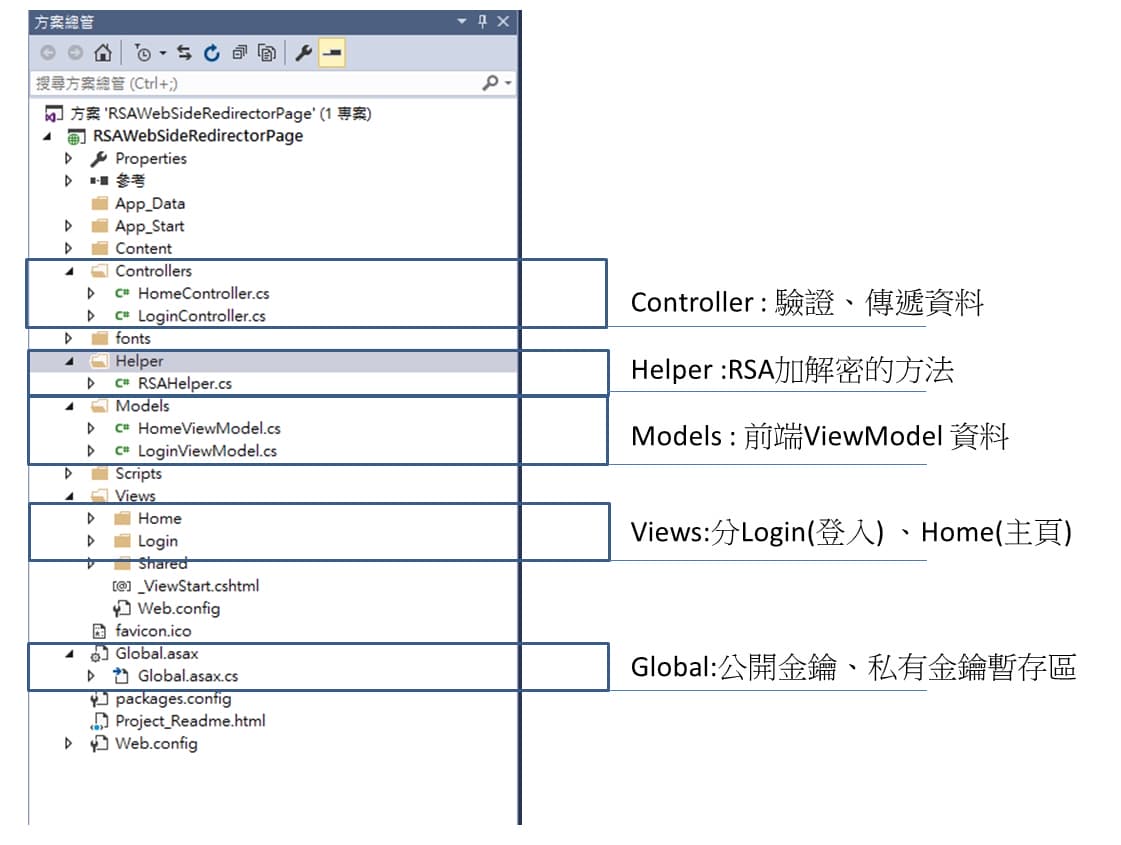 方案總管
搜尋方案總管 (Ctrl+;)
方案 'RSAWebSideRedirectorPage' (1 專案)
RSAWebSideRedirectorPage
Properties
參考
App_Data
App_Start
Content
Controllers
HomeController.cs
LoginController.cs
Controller : 驗證、傳遞資料
fonts
Helper
RSAHelper.cs
Helper :RSA加解密的方法
Models
HomeViewModel.cs
LoginViewModel.cs
Models : 前端ViewModel 資料
Scripts
Views
Home
Login
Views:分Login(登入) 、Home(主頁)
Shared
_ViewStart.cshtml
Web.config
favicon.ico
Global.asax
Global.asax.cs
Global:公開金鑰、私有金鑰暫存區
packages.config
Project_Readme.html
Web.config